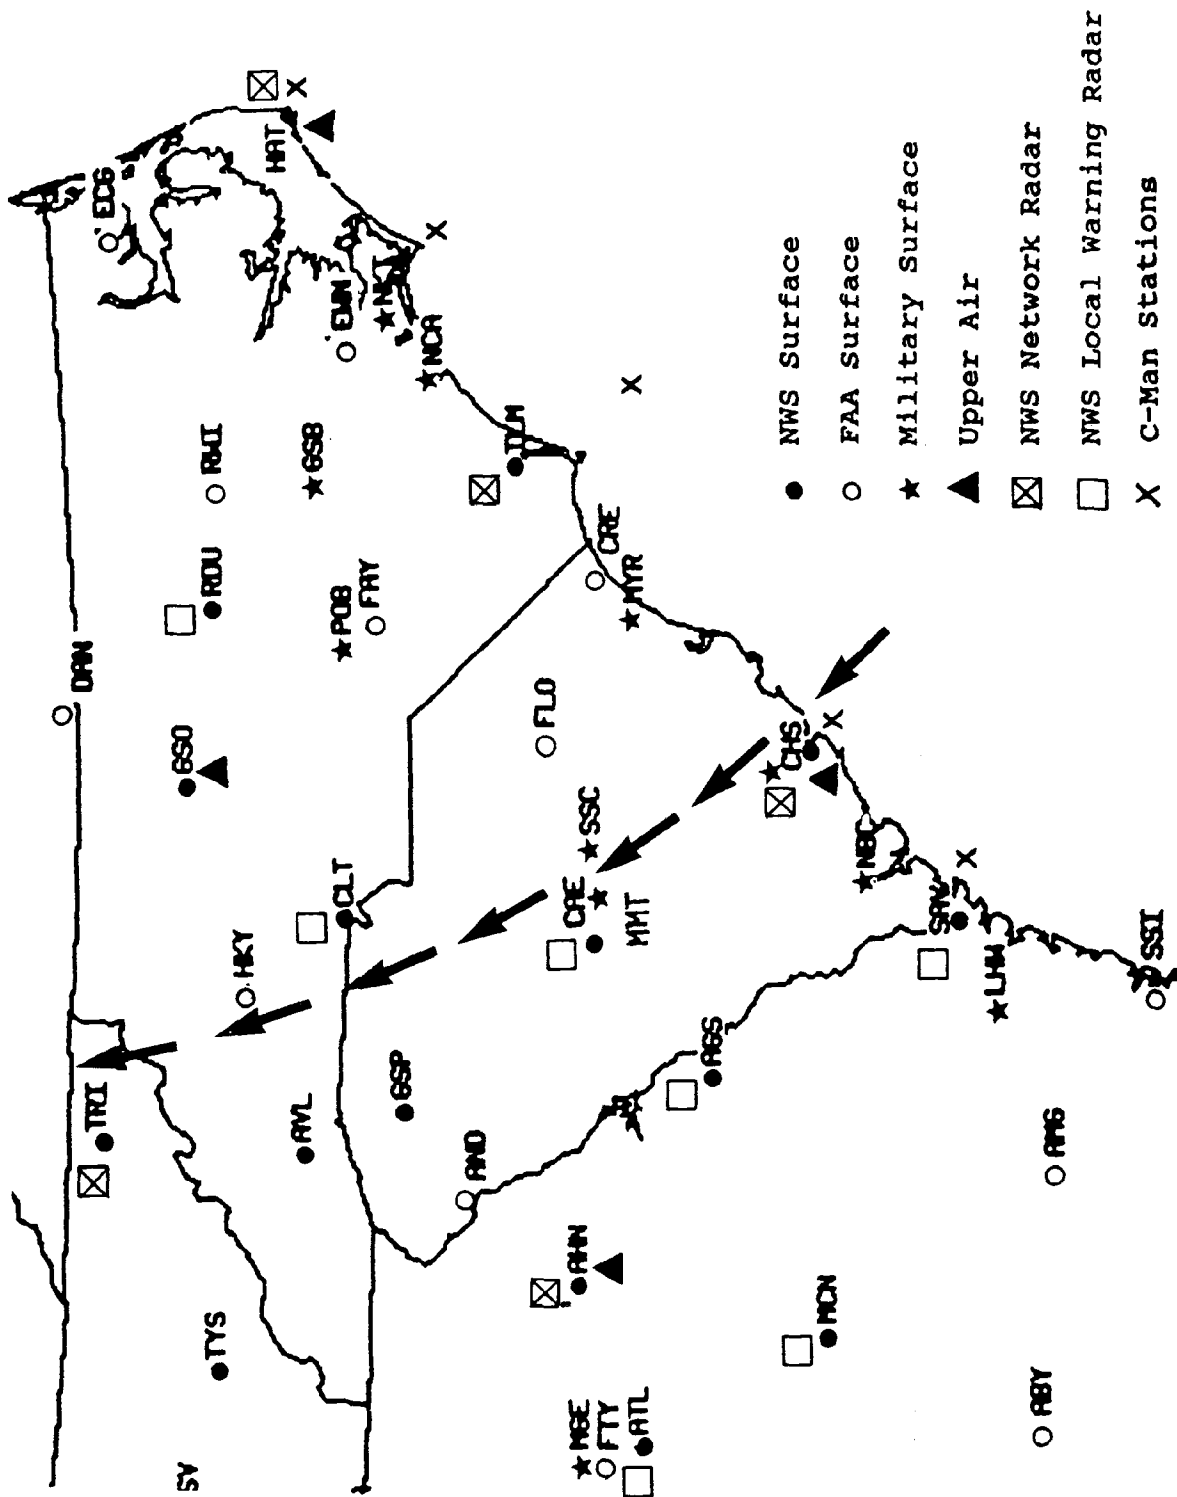 ECG
HAT
EWN
NKT
NCA
RWI
GSB
ILM
RDU
POB
FAY
CRE
MYR
DAN
GSO
FLO
CHS
SSC
CLT
CAE
MMT
NBC
HKY
SAV
LHW
SSI
TRI
AVL
GSP
AND
AGS
AMG
AHN
TYS
MCN
MGE
FTY
ATL
ABY
NWS Surface
FAA Surface
Military Surface
Upper Air
NWS Network Radar
NWS Local Warning Radar
X C-Man Stations